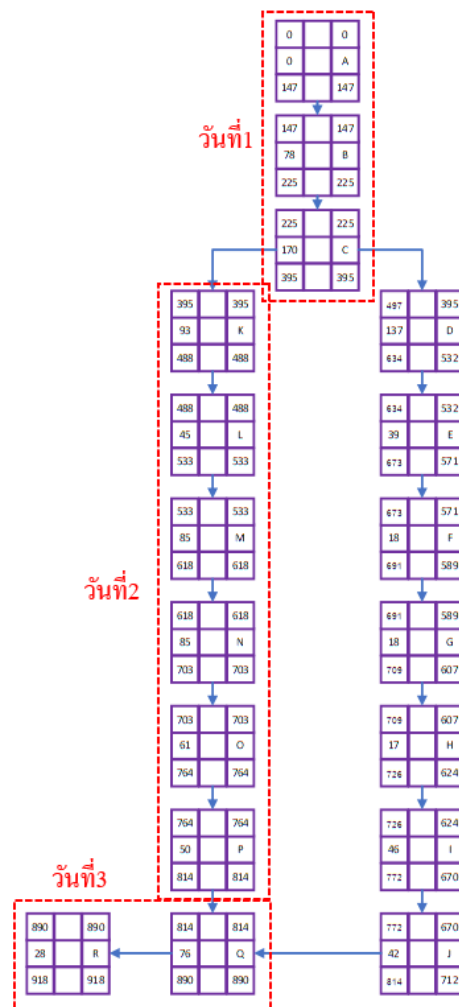 0 0
0 A
147 147
วันที่1
147 147
78 B
225 225
225 225
170 C
395 395
395 395
93 K
488 488
497 395
137 D
634 532
488 488
45 L
533 533
634 532
39 E
673 571
วันที่2
533 533
85 M
618 618
673 571
18 F
691 589
618 618
85 N
703 703
691 589
18 G
709 607
703 703
61 O
764 764
709 607
17 H
726 624
764 764
50 P
814 814
726 624
46 I
772 670
วันที่3
890 890
28 R
918 918
814 814
76 Q
890 890
772 670
42 J
814 712